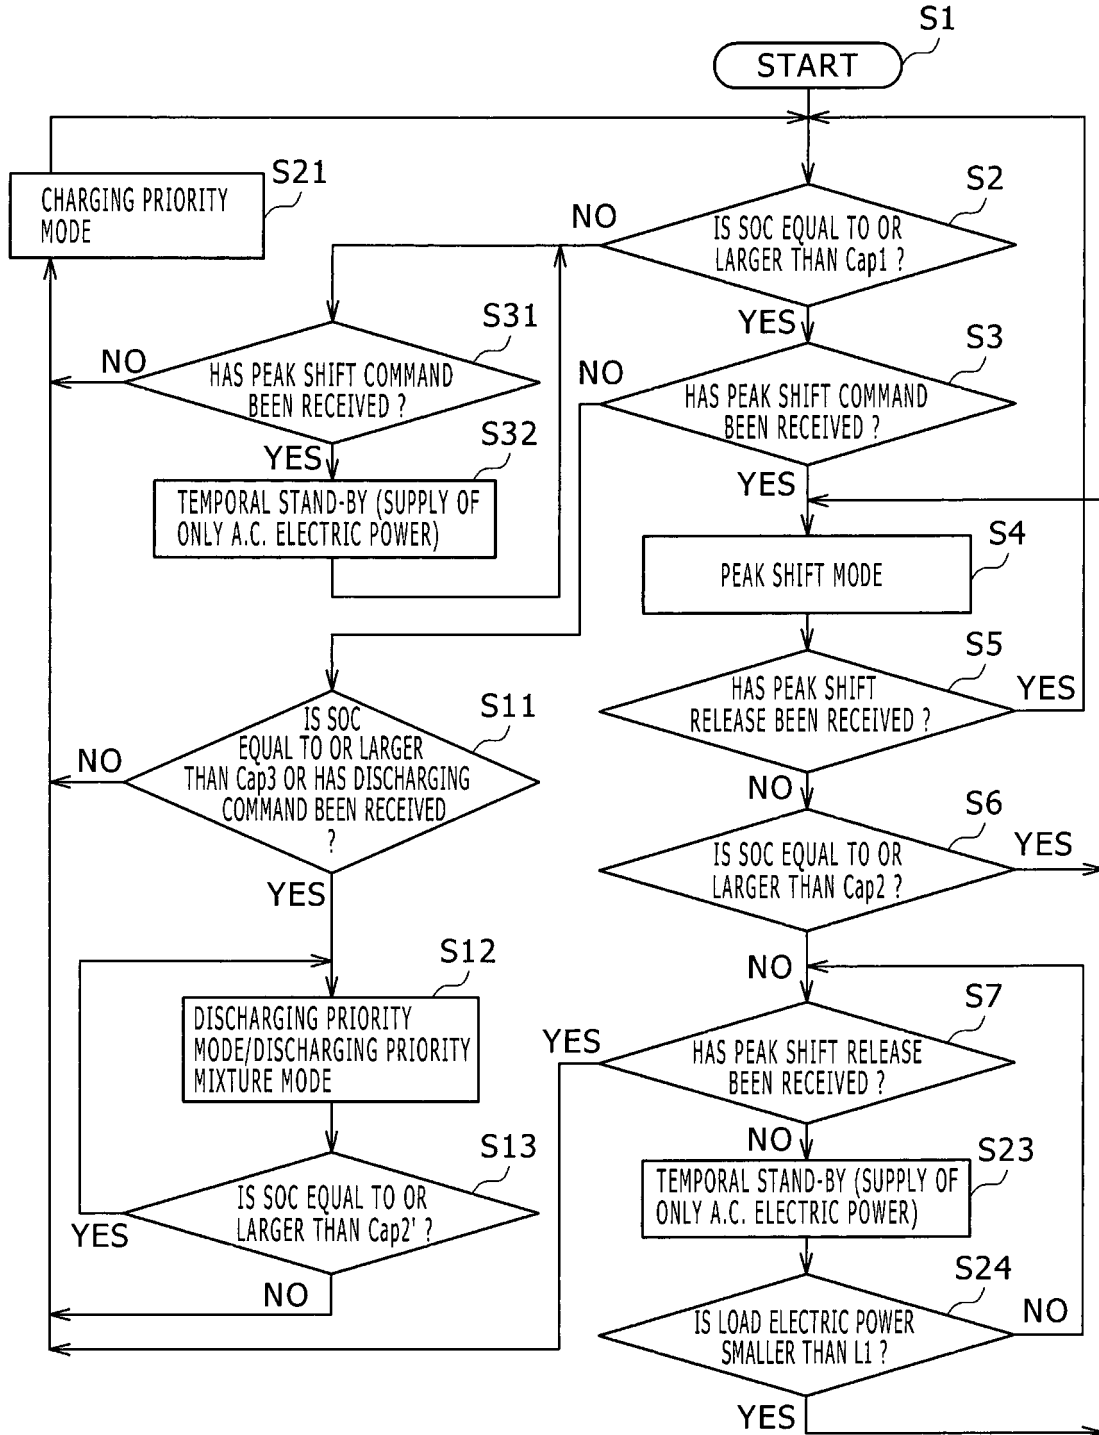 S1
START
S21
CHARGING PRIORITY
MODE
S2
NO
IS SOC EQUAL TO OR
LARGER THAN Cap1 ?
YES
S31
NO
HAS PEAK SHIFT COMMAND
BEEN RECEIVED ?
YES
S3
NO
HAS PEAK SHIFT COMMAND
BEEN RECEIVED ?
YES
S32
TEMPORAL STAND-BY (SUPPLY OF
ONLY A.C. ELECTRIC POWER)
S4
PEAK SHIFT MODE
S5
HAS PEAK SHIFT
RELEASE BEEN RECEIVED ?
YES
NO
S11
IS SOC
EQUAL TO OR LARGER
THAN Cap3 OR HAS DISCHARGING
COMMAND BEEN RECEIVED
?
NO
YES
S6
IS SOC EQUAL TO OR
LARGER THAN Cap2 ?
YES
NO
S12
DISCHARGING PRIORITY
MODE/DISCHARGING PRIORITY
MIXTURE MODE
S7
YES
HAS PEAK SHIFT RELEASE
BEEN RECEIVED ?
NO
S13
IS SOC EQUAL TO OR
LARGER THAN Cap2' ?
YES
NO
S23
TEMPORAL STAND-BY (SUPPLY OF
ONLY A.C. ELECTRIC POWER)
S24
IS LOAD ELECTRIC POWER
SMALLER THAN L1 ?
NO
YES